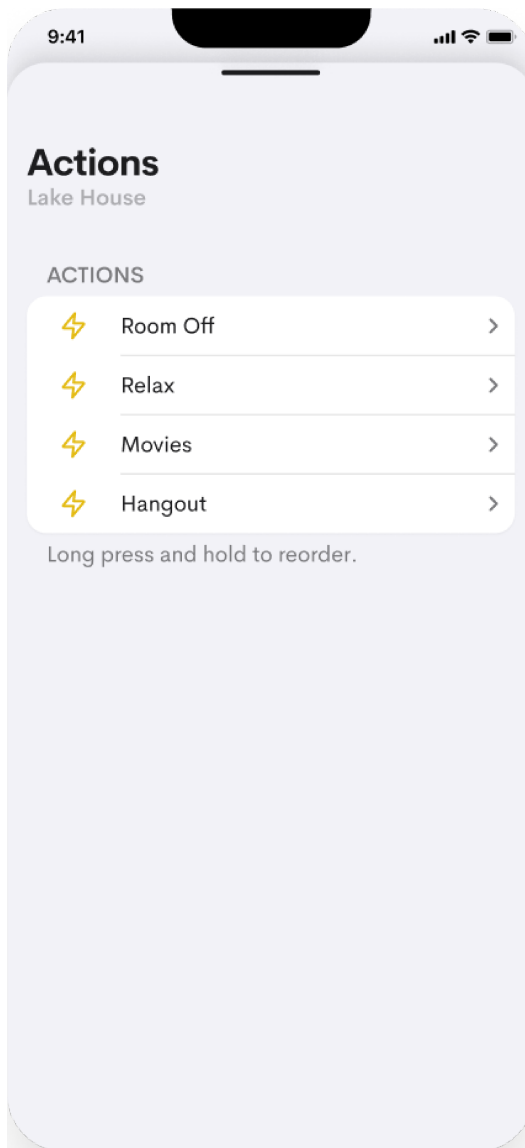 9:41
Actions
Lake House
ACTIONS
Room Off
Relax
Movies
Hangout
Long press and hold to reorder.